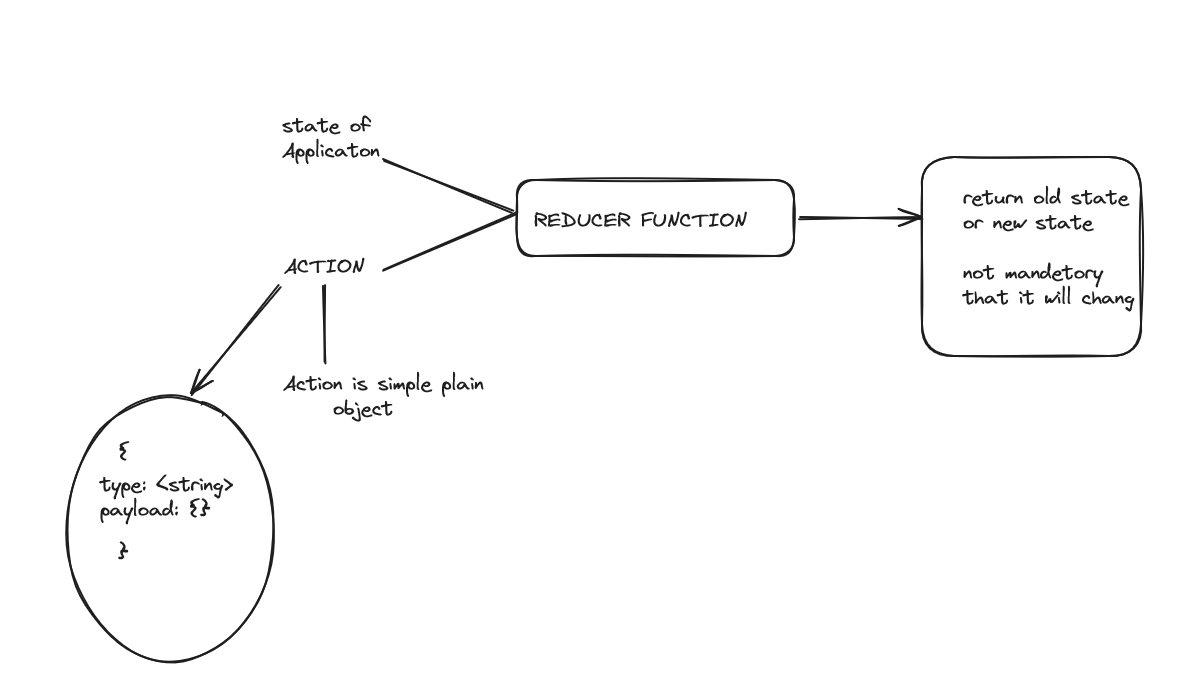 state of
Applicaton
REDUCER FUNCTION
return old state
or new state
not mandetory
that it will chang
ACTION
Action is simple plain
object
{
type: <string>
payload: {}
}